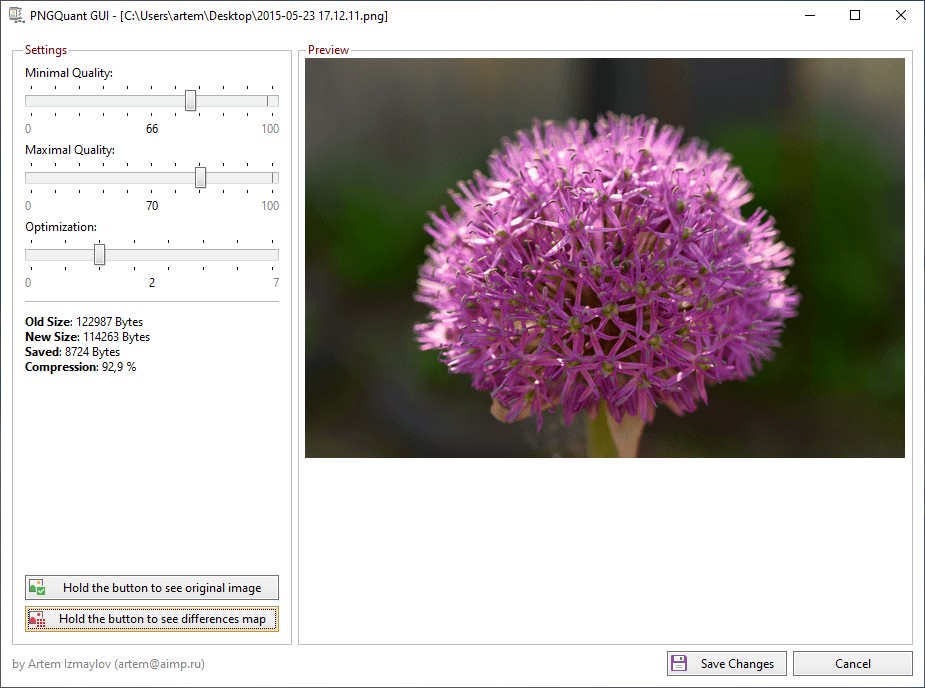 PNGQuant GUI - [C:\Users\artem\Desktop\2015-05-23 17.12.11.png]
Settings
Minimal Quality:
0 66 100
Maximal Quality:
0 70 100
Optimization:
0 2 7
Old Size: 122987 Bytes
New Size: 114263 Bytes
Saved: 8724 Bytes
Compression: 92,9 %
Hold the button to see original image
Hold the button to see differences map
Preview
by Artem Izmaylov (artem@aimp.ru)
Save Changes
Cancel